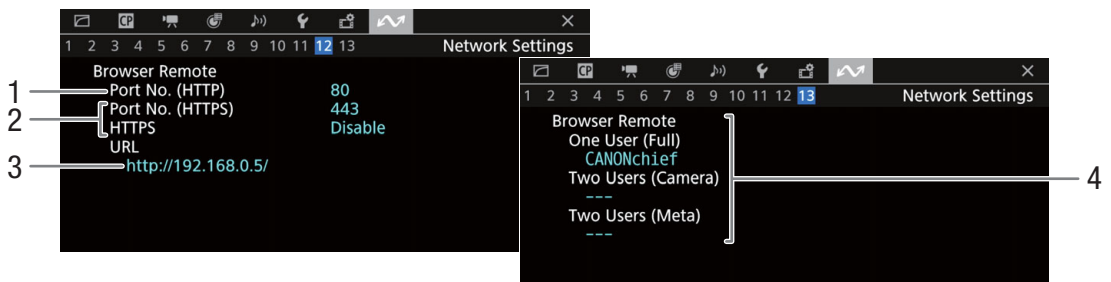 CP
1 2 3 4 5 6 7 8 9 10 11 12 13 Network Settings
Browser Remote
1 Port No. (HTTP) 80
2 Port No. (HTTPS) 443
HTTPS Disable
URL
3 http://192.168.0.5/
CP
1 2 3 4 5 6 7 8 9 10 11 12 13 Network Settings
Browser Remote
One User (Full)
CANONchief
Two Users (Camera)
---
4
Two Users (Meta)
---